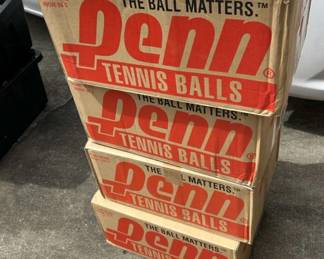 THE BALL MATTERS.™
Penn®
TENNIS BALLS
THE BALL MATTERS.™
Penn®
TENNIS BALLS
THE L MATTERS.™
Penn®
TENNIS BALLS
THE BALL MATTERS.™
Penn